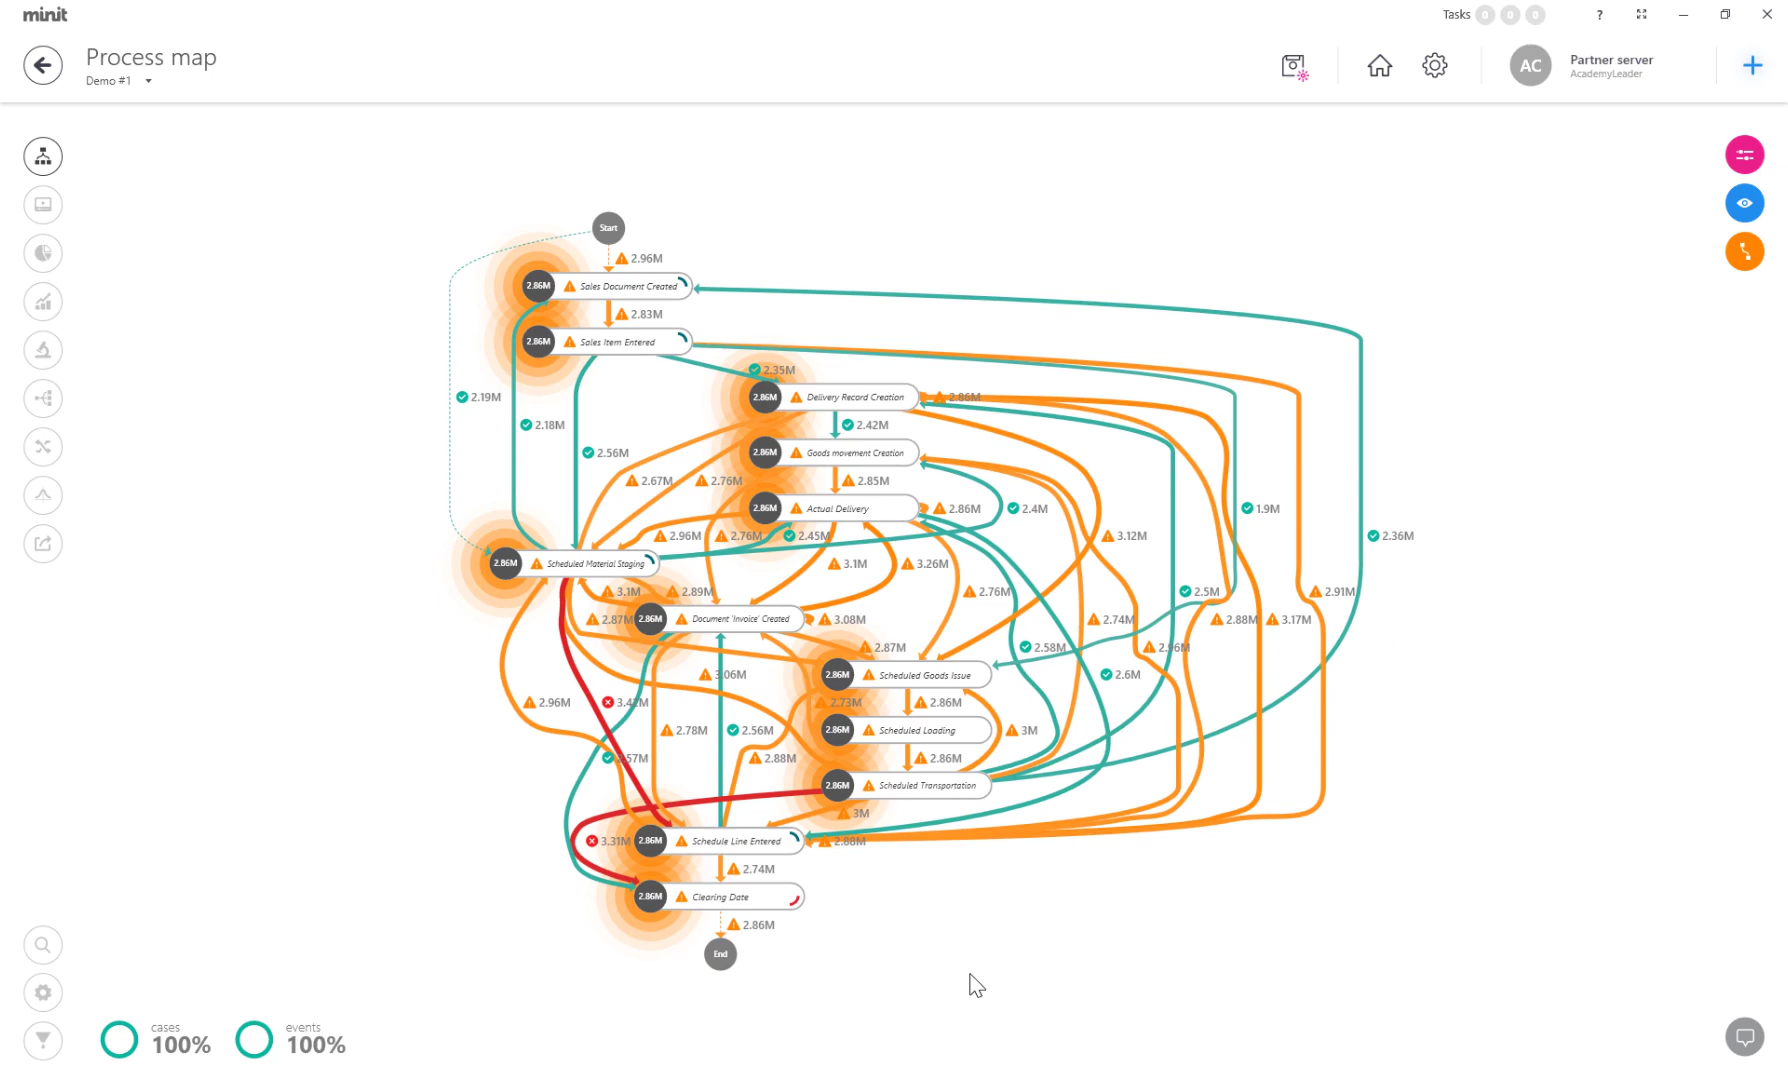 minit
Tasks 0 0 0 ?
Process map
Demo #1
AC
Partner server
AcademyLeader
Start
2.96M
2.86M Sales Document Created
2.83M
2.86M Sales Item Entered
2.35M
2.19M
2.86M Delivery Record Creation
2.86M
2.18M
2.42M
2.56M
2.86M Goods movement Creation
2.67M
2.76M
2.85M
2.86M Actual Delivery
2.86M
2.4M
1.9M
2.96M
2.76M
2.45M
3.12M
2.36M
2.86M Scheduled Material Staging
3.1M
3.26M
3.1M
2.89M
2.76M
2.5M
2.91M
2.87M
2.86M Document 'Invoice' Created
3.08M
2.74M
2.88M
3.17M
2.87M
2.58M
2.96M
3.06M
2.86M Scheduled Goods Issue
2.6M
2.96M
2.73M
2.86M
2.78M
2.56M
2.86M Scheduled Loading
3M
2.88M
2.86M
2.86M Scheduled Transportation
3M
3.31M
2.86M Schedule Line Entered
2.88M
2.74M
2.86M Clearing Date
2.86M
End
cases
100%
events
100%